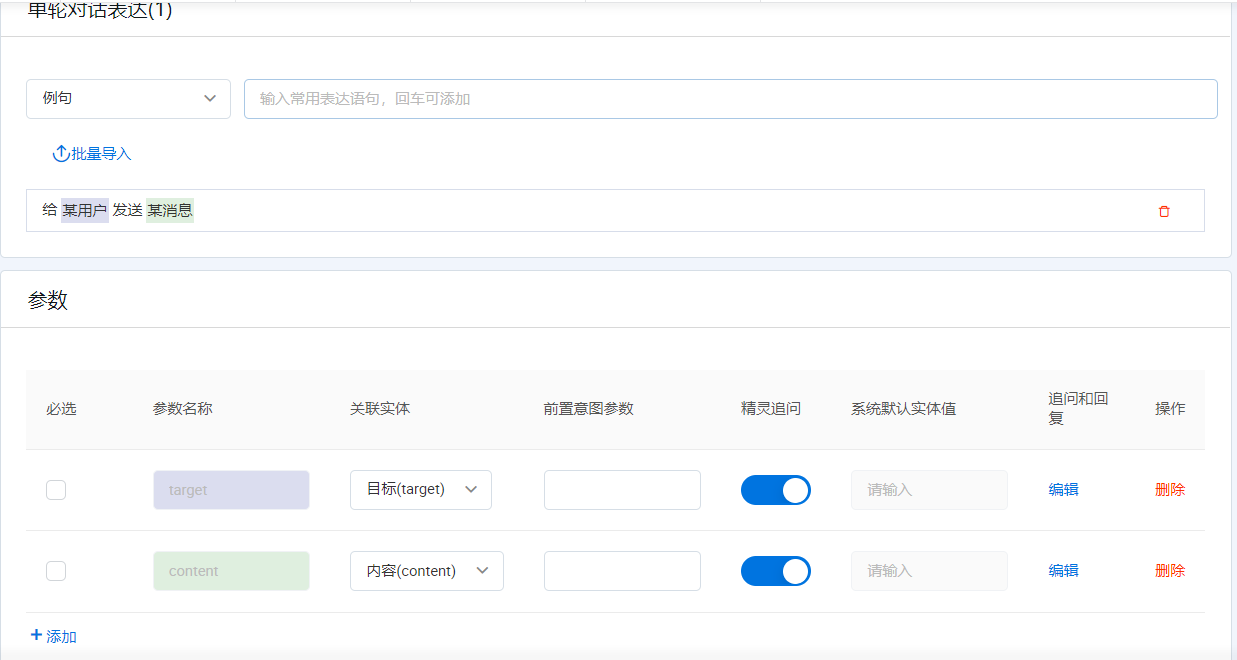 单轮对话表达(1)
例句
输入常用表达语句，回车可添加
批量导入
给 某用户 发送 某消息
参数
必选 参数名称 关联实体 前置意图参数 精灵追问 系统默认实体值 追问和回复 操作
target 目标(target) 请输入 编辑 删除
content 内容(content) 请输入 编辑 删除
+ 添加